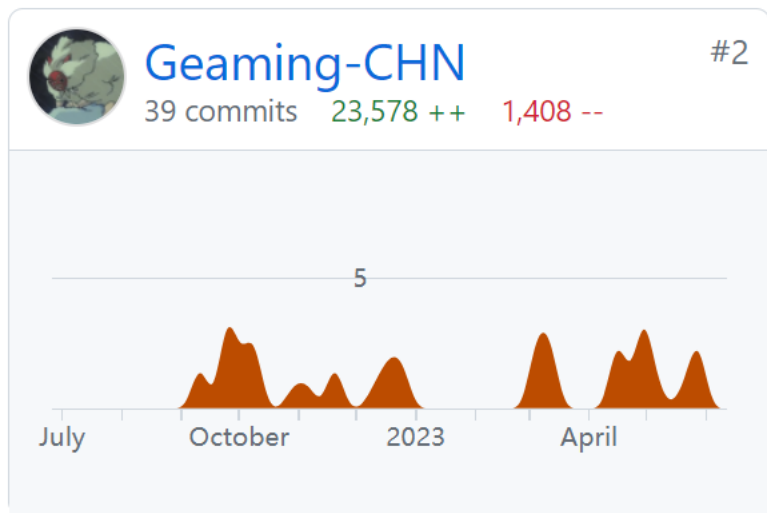 Geaming-CHN
#2
39 commits 23,578 ++ 1,408 --
5
July October 2023 April